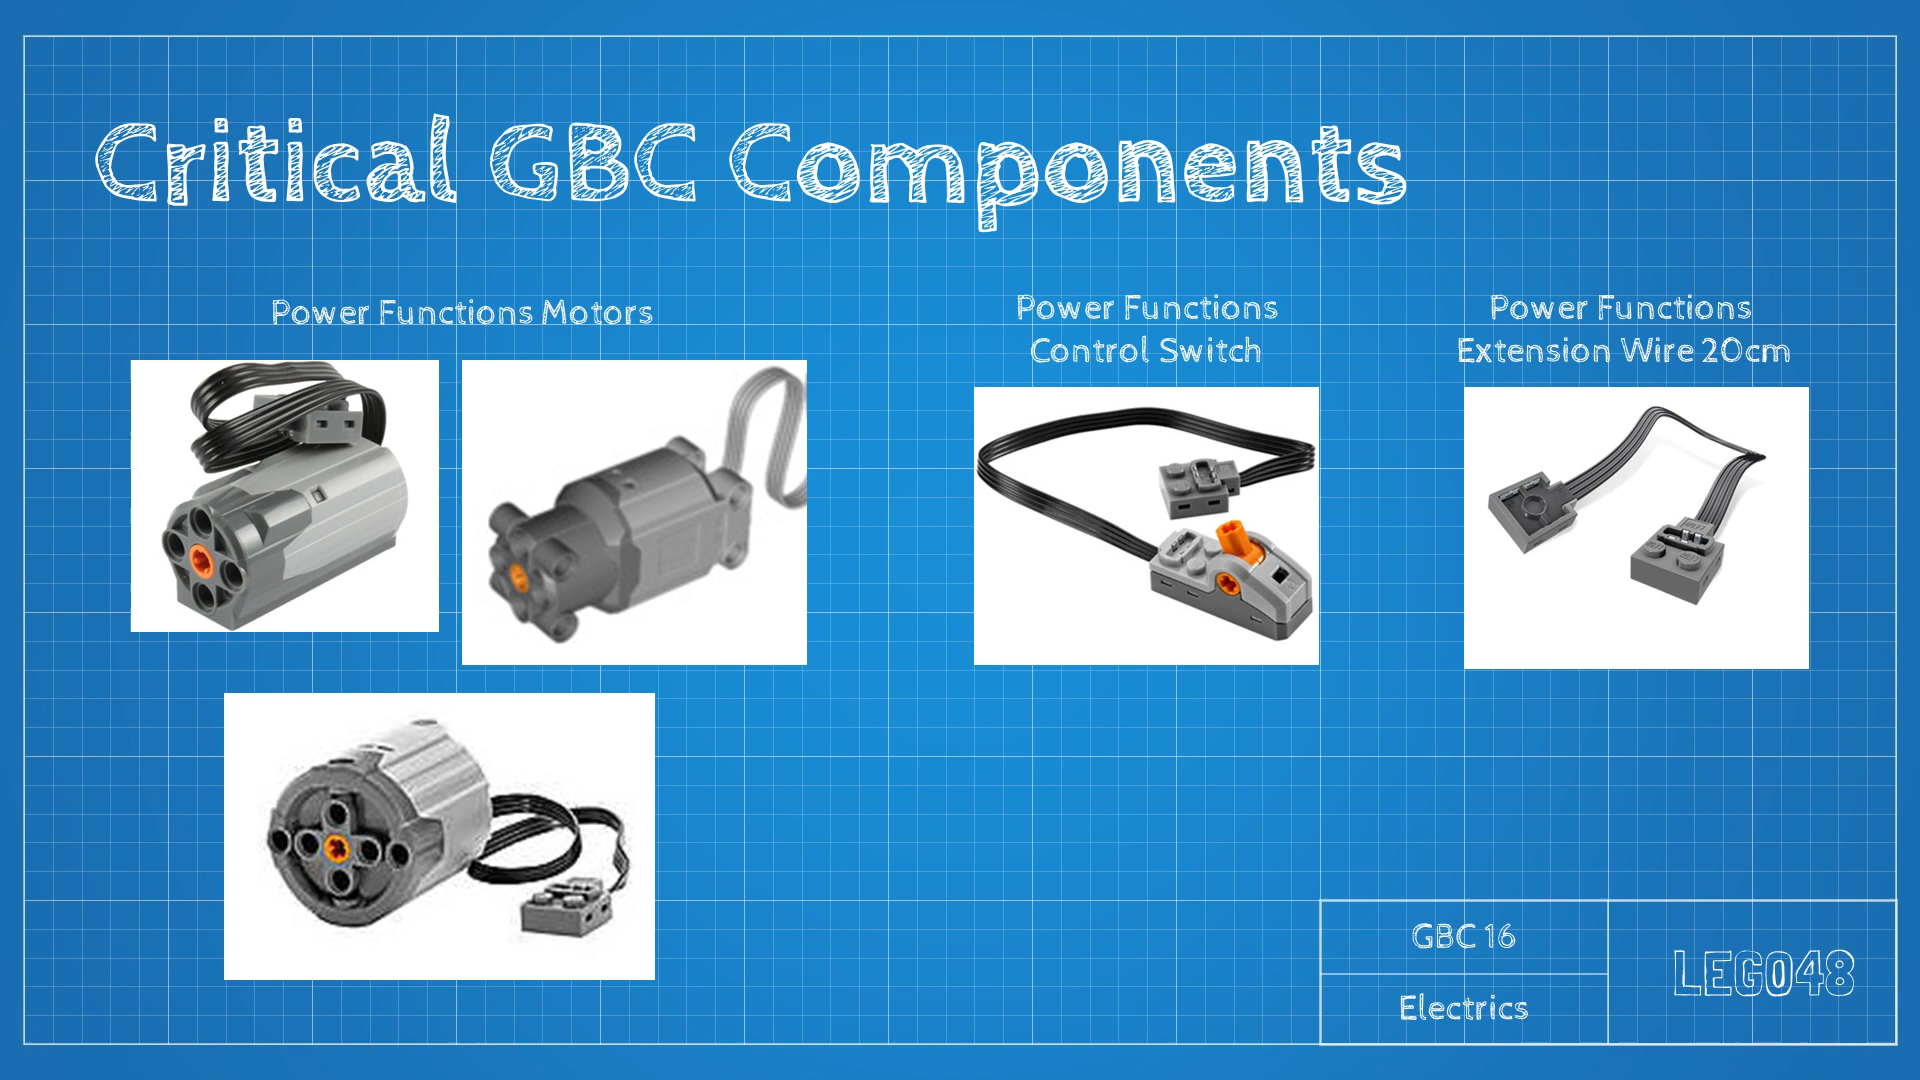 Critical GBC Components
Power Functions Motors
Power Functions
Control Switch
Power Functions
Extension Wire 20cm
GBC 16
Electrics
LEGO48